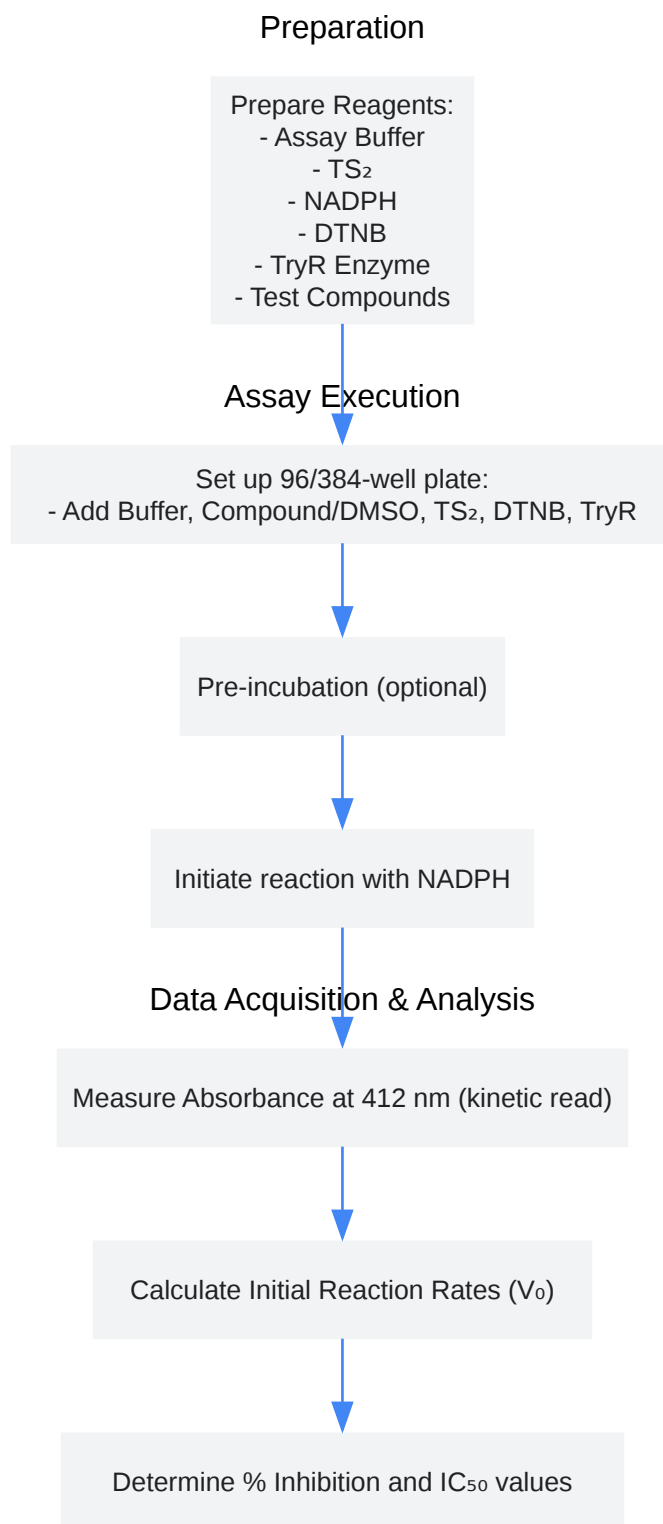 Preparation
Prepare Reagents:
- Assay Buffer
- TS₂
- NADPH
- DTNB
- TryR Enzyme
- Test Compounds
Assay Execution
Set up 96/384-well plate:
- Add Buffer, Compound/DMSO, TS₂, DTNB, TryR
Pre-incubation (optional)
Initiate reaction with NADPH
Data Acquisition & Analysis
Measure Absorbance at 412 nm (kinetic read)
Calculate Initial Reaction Rates (V₀)
Determine % Inhibition and IC₅₀ values